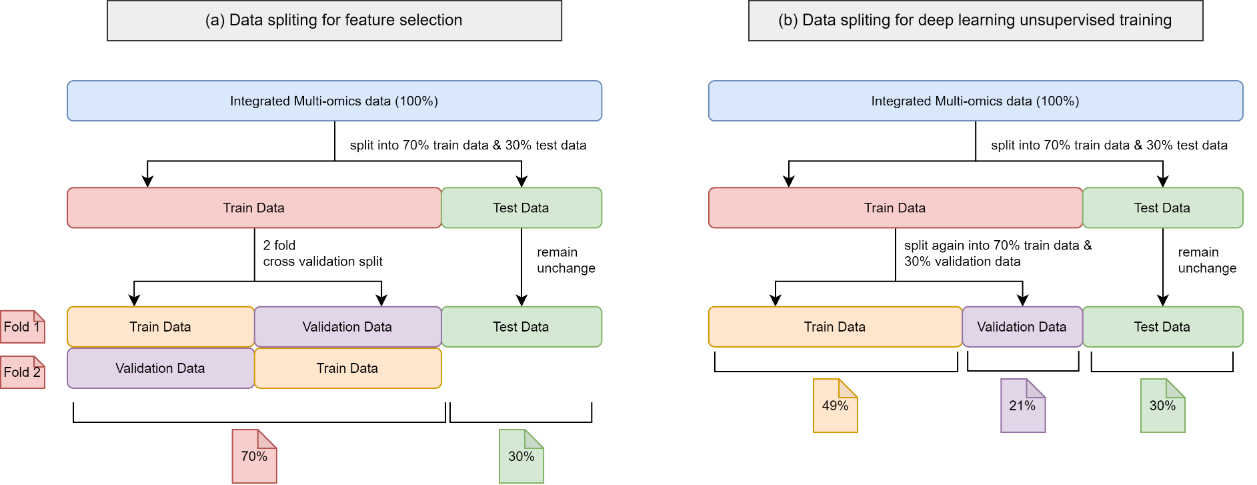 (a) Data spliting for feature selection
Integrated Multi-omics data (100%)
split into 70% train data & 30% test data
Train Data
Test Data
2 fold
cross validation split
remain
unchange
Fold 1
Train Data
Validation Data
Test Data
Fold 2
Validation Data
Train Data
70%
30%
(b) Data spliting for deep learning unsupervised training
Integrated Multi-omics data (100%)
split into 70% train data & 30% test data
Train Data
Test Data
split again into 70% train data &
30% validation data
remain
unchange
Train Data
Validation Data
Test Data
49%
21%
30%